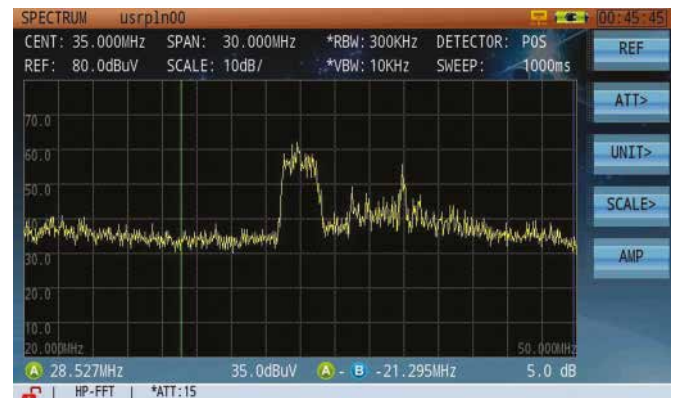 SPECTRUM usrpln00 00:45:45
CENT: 35.000MHz SPAN: 30.000MHz *RBW: 300KHz DETECTOR: POS
REF: 80.0dBuV SCALE: 10dB/ *VBW: 10KHz SWEEP: 1000ms
REF
ATT>
UNIT>
SCALE>
AMP
70.0
60.0
50.0
40.0
30.0
20.0
10.0
20.000MHz 50.000MHz
A 28.527MHz 35.0dBuV A - B -21.295MHz 5.0 dB
HP-FFT | *ATT:15